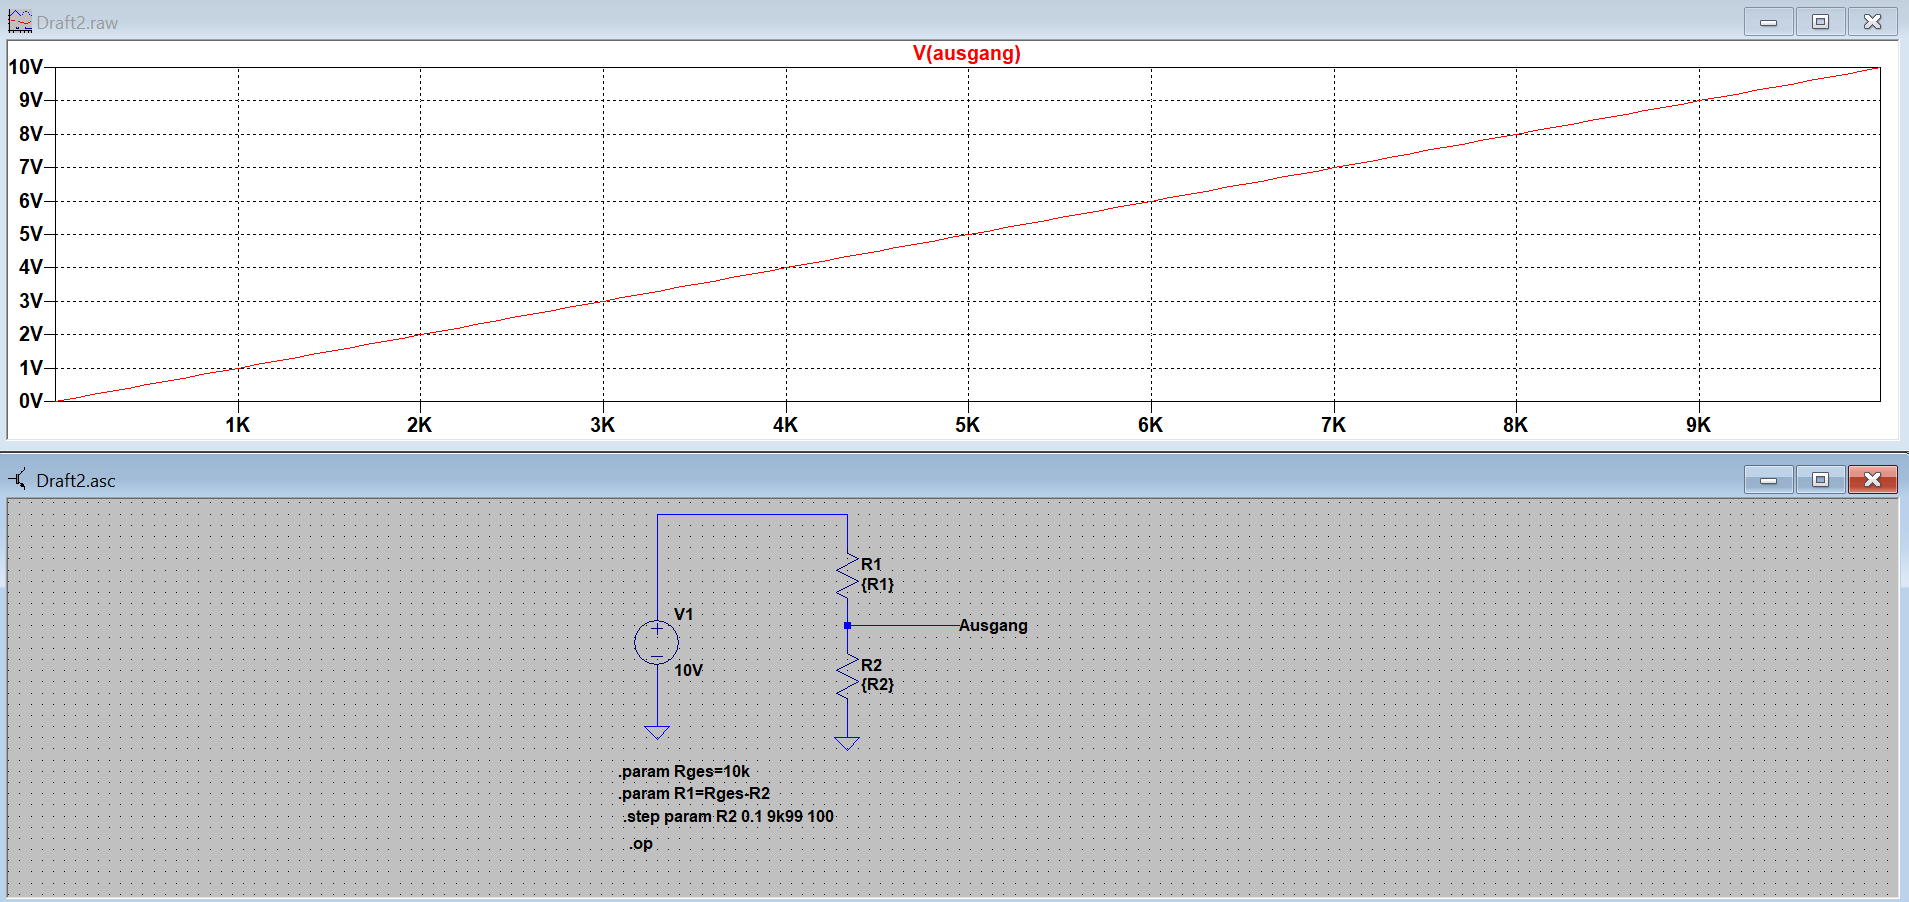 Draft2.raw
V(ausgang)
10V
9V
8V
7V
6V
5V
4V
3V
2V
1V
0V
1K 2K 3K 4K 5K 6K 7K 8K 9K
Draft2.asc
R1
{R1}
V1
+
Ausgang
−
10V
R2
{R2}
.param Rges=10k
.param R1=Rges-R2
.step param R2 0.1 9k99 100
.op